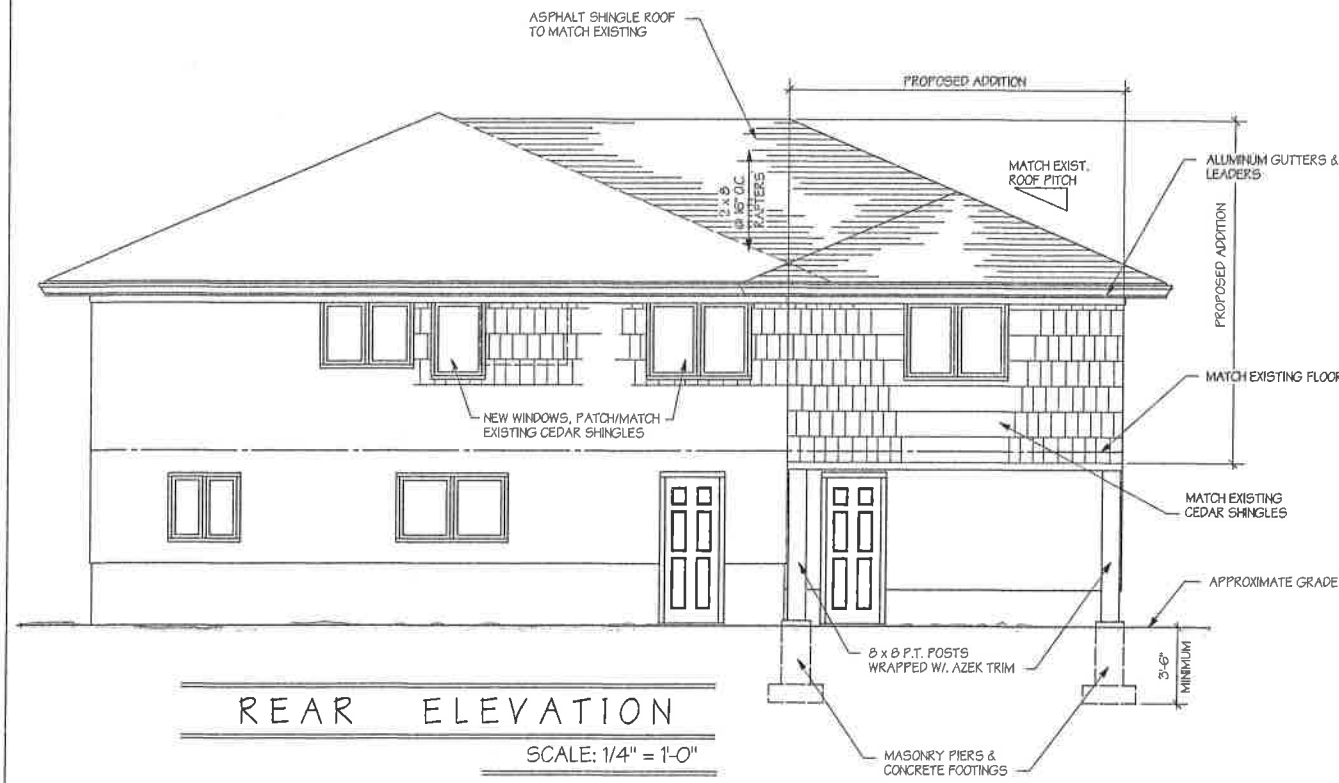 ASPHALT SHINGLE ROOF
TO MATCH EXISTING
PROPOSED ADDITION
2 x 8
@ 16" O.C.
RAFTERS
MATCH EXIST.
ROOF PITCH
ALUMINUM GUTTERS &
LEADERS
PROPOSED ADDITION
NEW WINDOWS, PATCH/MATCH
EXISTING CEDAR SHINGLES
MATCH EXISTING FLOOR
MATCH EXISTING
CEDAR SHINGLES
APPROXIMATE GRADE
8 x 8 P.T. POSTS
WRAPPED W/. AZEK TRIM
3'-6"
MINIMUM
REAR ELEVATION
SCALE: 1/4" = 1'-0"
MASONRY PIERS &
CONCRETE FOOTINGS